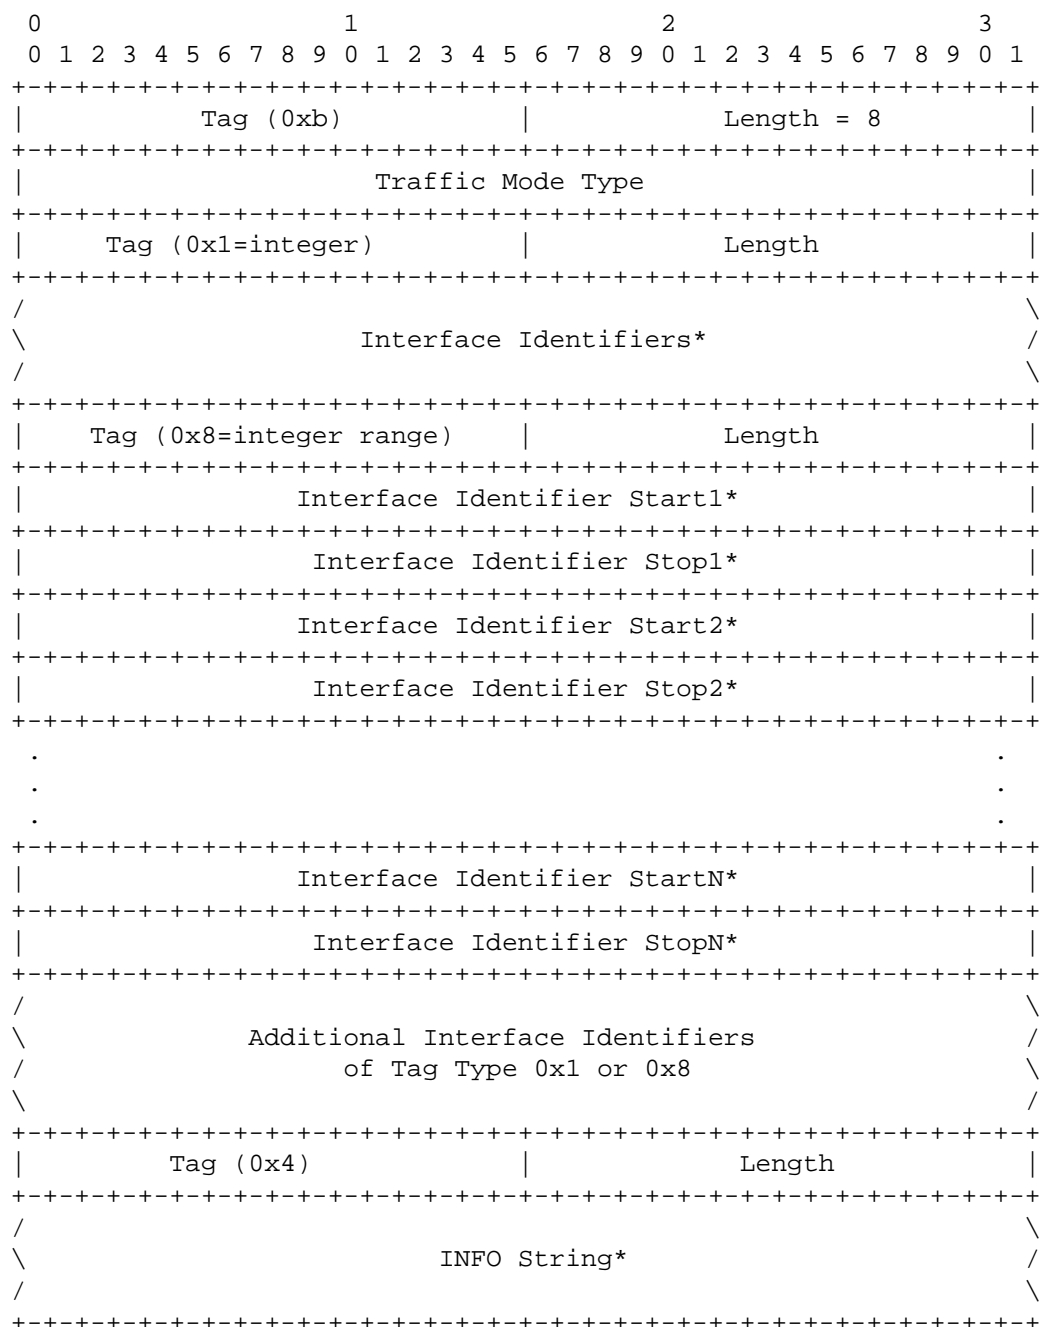 0                   1                   2                   3
 0 1 2 3 4 5 6 7 8 9 0 1 2 3 4 5 6 7 8 9 0 1 2 3 4 5 6 7 8 9 0 1
+-+-+-+-+-+-+-+-+-+-+-+-+-+-+-+-+-+-+-+-+-+-+-+-+-+-+-+-+-+-+-+-+
|           Tag (0xb)           |            Length = 8         |
+-+-+-+-+-+-+-+-+-+-+-+-+-+-+-+-+-+-+-+-+-+-+-+-+-+-+-+-+-+-+-+-+
|                      Traffic Mode Type                        |
+-+-+-+-+-+-+-+-+-+-+-+-+-+-+-+-+-+-+-+-+-+-+-+-+-+-+-+-+-+-+-+-+
|     Tag (0x1=integer)         |            Length             |
+-+-+-+-+-+-+-+-+-+-+-+-+-+-+-+-+-+-+-+-+-+-+-+-+-+-+-+-+-+-+-+-+
/                                                               \
\                     Interface Identifiers*                    /
/                                                               \
+-+-+-+-+-+-+-+-+-+-+-+-+-+-+-+-+-+-+-+-+-+-+-+-+-+-+-+-+-+-+-+-+
|    Tag (0x8=integer range)    |            Length             |
+-+-+-+-+-+-+-+-+-+-+-+-+-+-+-+-+-+-+-+-+-+-+-+-+-+-+-+-+-+-+-+-+
|                 Interface Identifier Start1*                  |
+-+-+-+-+-+-+-+-+-+-+-+-+-+-+-+-+-+-+-+-+-+-+-+-+-+-+-+-+-+-+-+-+
|                  Interface Identifier Stop1*                  |
+-+-+-+-+-+-+-+-+-+-+-+-+-+-+-+-+-+-+-+-+-+-+-+-+-+-+-+-+-+-+-+-+
|                 Interface Identifier Start2*                  |
+-+-+-+-+-+-+-+-+-+-+-+-+-+-+-+-+-+-+-+-+-+-+-+-+-+-+-+-+-+-+-+-+
|                  Interface Identifier Stop2*                  |
+-+-+-+-+-+-+-+-+-+-+-+-+-+-+-+-+-+-+-+-+-+-+-+-+-+-+-+-+-+-+-+-+
 .                                                             .
 .                                                             .
 .                                                             .
+-+-+-+-+-+-+-+-+-+-+-+-+-+-+-+-+-+-+-+-+-+-+-+-+-+-+-+-+-+-+-+-+
|                 Interface Identifier StartN*                  |
+-+-+-+-+-+-+-+-+-+-+-+-+-+-+-+-+-+-+-+-+-+-+-+-+-+-+-+-+-+-+-+-+
|                  Interface Identifier StopN*                  |
+-+-+-+-+-+-+-+-+-+-+-+-+-+-+-+-+-+-+-+-+-+-+-+-+-+-+-+-+-+-+-+-+
/                                                               \
\              Additional Interface Identifiers                 /
/                    of Tag Type 0x1 or 0x8                     \
\                                                               /
+-+-+-+-+-+-+-+-+-+-+-+-+-+-+-+-+-+-+-+-+-+-+-+-+-+-+-+-+-+-+-+-+
|         Tag (0x4)             |             Length            |
+-+-+-+-+-+-+-+-+-+-+-+-+-+-+-+-+-+-+-+-+-+-+-+-+-+-+-+-+-+-+-+-+
/                                                               \
\                          INFO String*                         /
/                                                               \
+-+-+-+-+-+-+-+-+-+-+-+-+-+-+-+-+-+-+-+-+-+-+-+-+-+-+-+-+-+-+-+-+